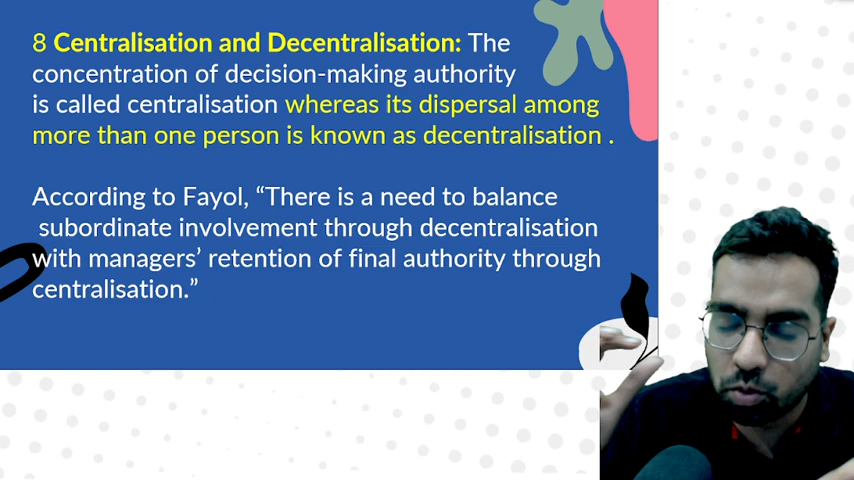 8 Centralisation and Decentralisation: The
concentration of decision-making authority
is called centralisation whereas its dispersal among
more than one person is known as decentralisation .
According to Fayol, “There is a need to balance
subordinate involvement through decentralisation
with managers’ retention of final authority through
centralisation.”